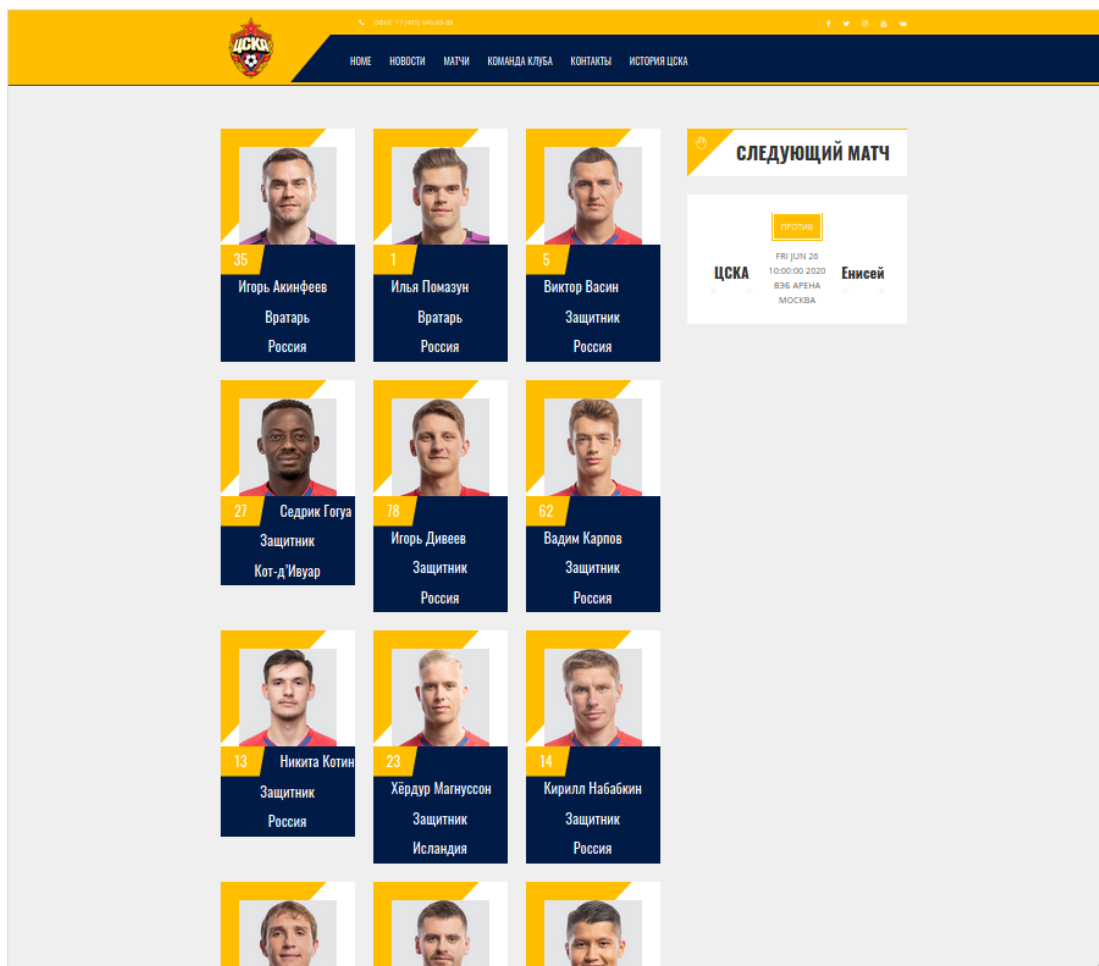 ЦСКА
ОФИС +7 (495) 646-88-88
HOME НОВОСТИ МАТЧИ КОМАНДА КЛУБА КОНТАКТЫ ИСТОРИЯ ЦСКА
35
Игорь Акинфеев
Вратарь
Россия
1
Илья Помазун
Вратарь
Россия
5
Виктор Васин
Защитник
Россия
СЛЕДУЮЩИЙ МАТЧ
ПРОТИВ
ЦСКА
FRI JUN 26
10:00:00 2020
ВЭБ АРЕНА
МОСКВА
Енисей
27 Седрик Гогуа
Защитник
Кот-д'Ивуар
78
Игорь Дивеев
Защитник
Россия
62
Вадим Карпов
Защитник
Россия
13 Никита Котин
Защитник
Россия
23
Хёрдур Магнуссон
Защитник
Исландия
14
Кирилл Набабкин
Защитник
Россия